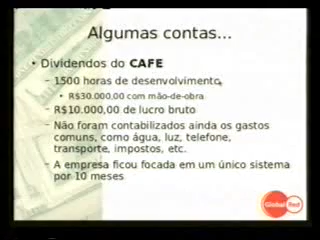 Algumas contas...
• Dividendos do CAFE
– 1500 horas de desenvolvimento
• R$30.000,00 com mão-de-obra
– R$10.000,00 de lucro bruto
– Não foram contabilizados ainda os gastos
comuns, como água, luz, telefone,
transporte, impostos, etc.
– A empresa ficou focada em um único sistema
por 10 meses
Global Red